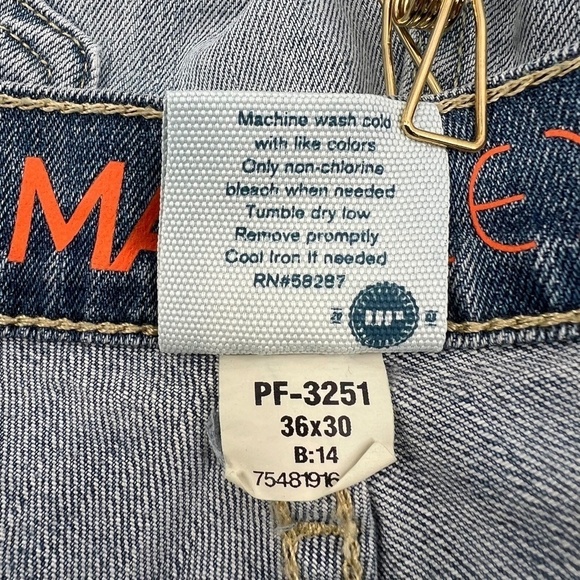 Machine wash cold
with like colors
Only non-chlorine
bleach when needed
Tumble dry low
Remove promptly
Cool Iron If needed
RN#58287
MA
E
PF-3251
36x30
B:14
75481916